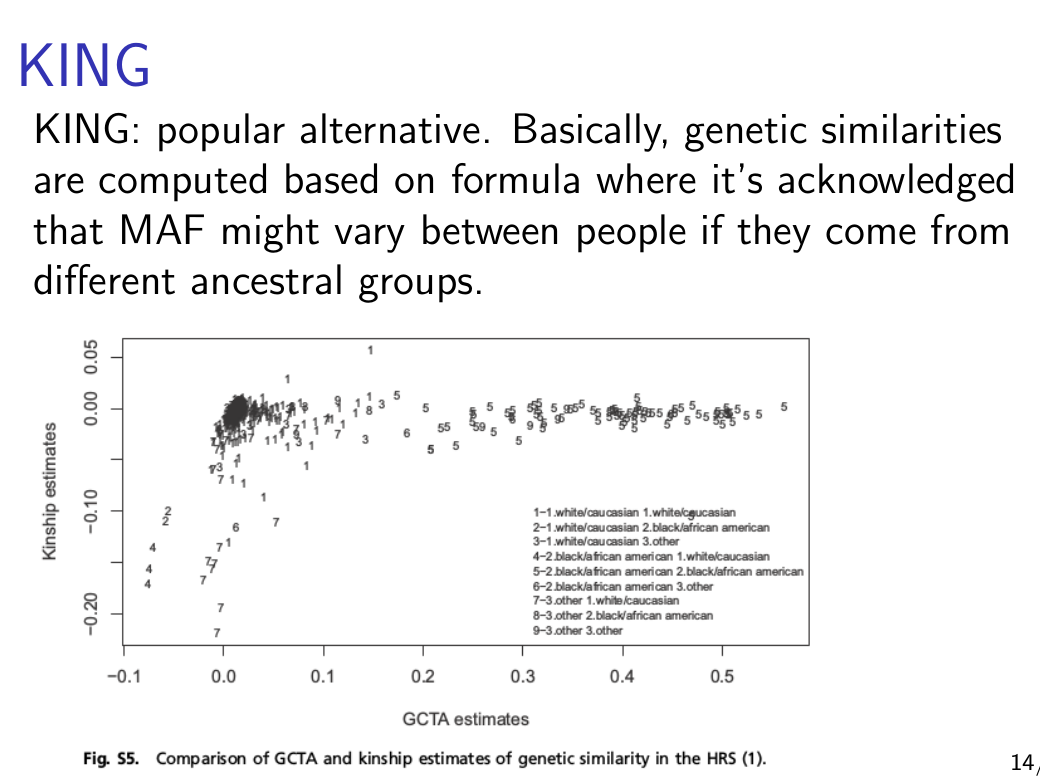 KING
KING: popular alternative. Basically, genetic similarities
are computed based on formula where it's acknowledged
that MAF might vary between people if they come from
different ancestral groups.
0.05
0.00
−0.10
−0.20
Kinship estimates
1-1.white/caucasian 1.white/caucasian
2-1.white/caucasian 2.black/african american
3-1.white/caucasian 3.other
4-2.black/african american 1.white/caucasian
5-2.black/african american 2.black/african american
6-2.black/african american 3.other
7-3.other 1.white/caucasian
8-3.other 2.black/african american
9-3.other 3.other
−0.1 0.0 0.1 0.2 0.3 0.4 0.5
GCTA estimates
Fig. S5. Comparison of GCTA and kinship estimates of genetic similarity in the HRS (1).
14/